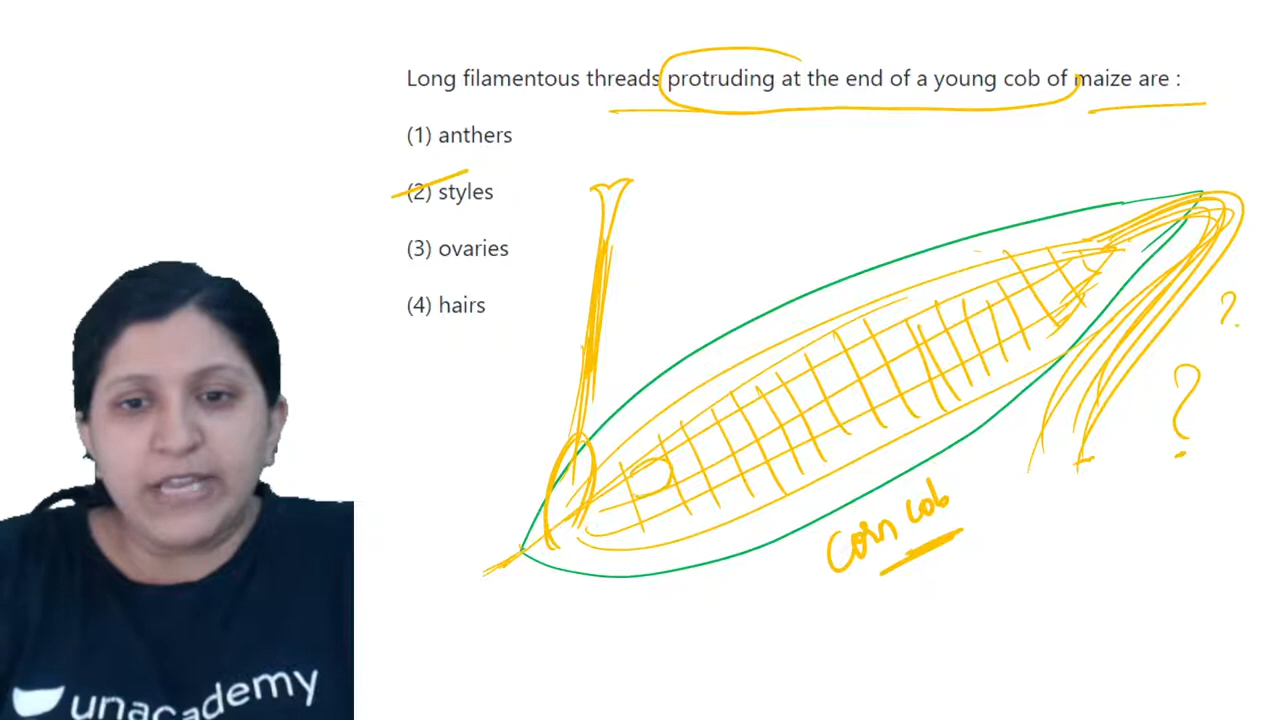 Long filamentous threads protruding at the end of a young cob of maize are :
(1) anthers
(2) styles
(3) ovaries
(4) hairs
?
?
Corn cob
unacademy